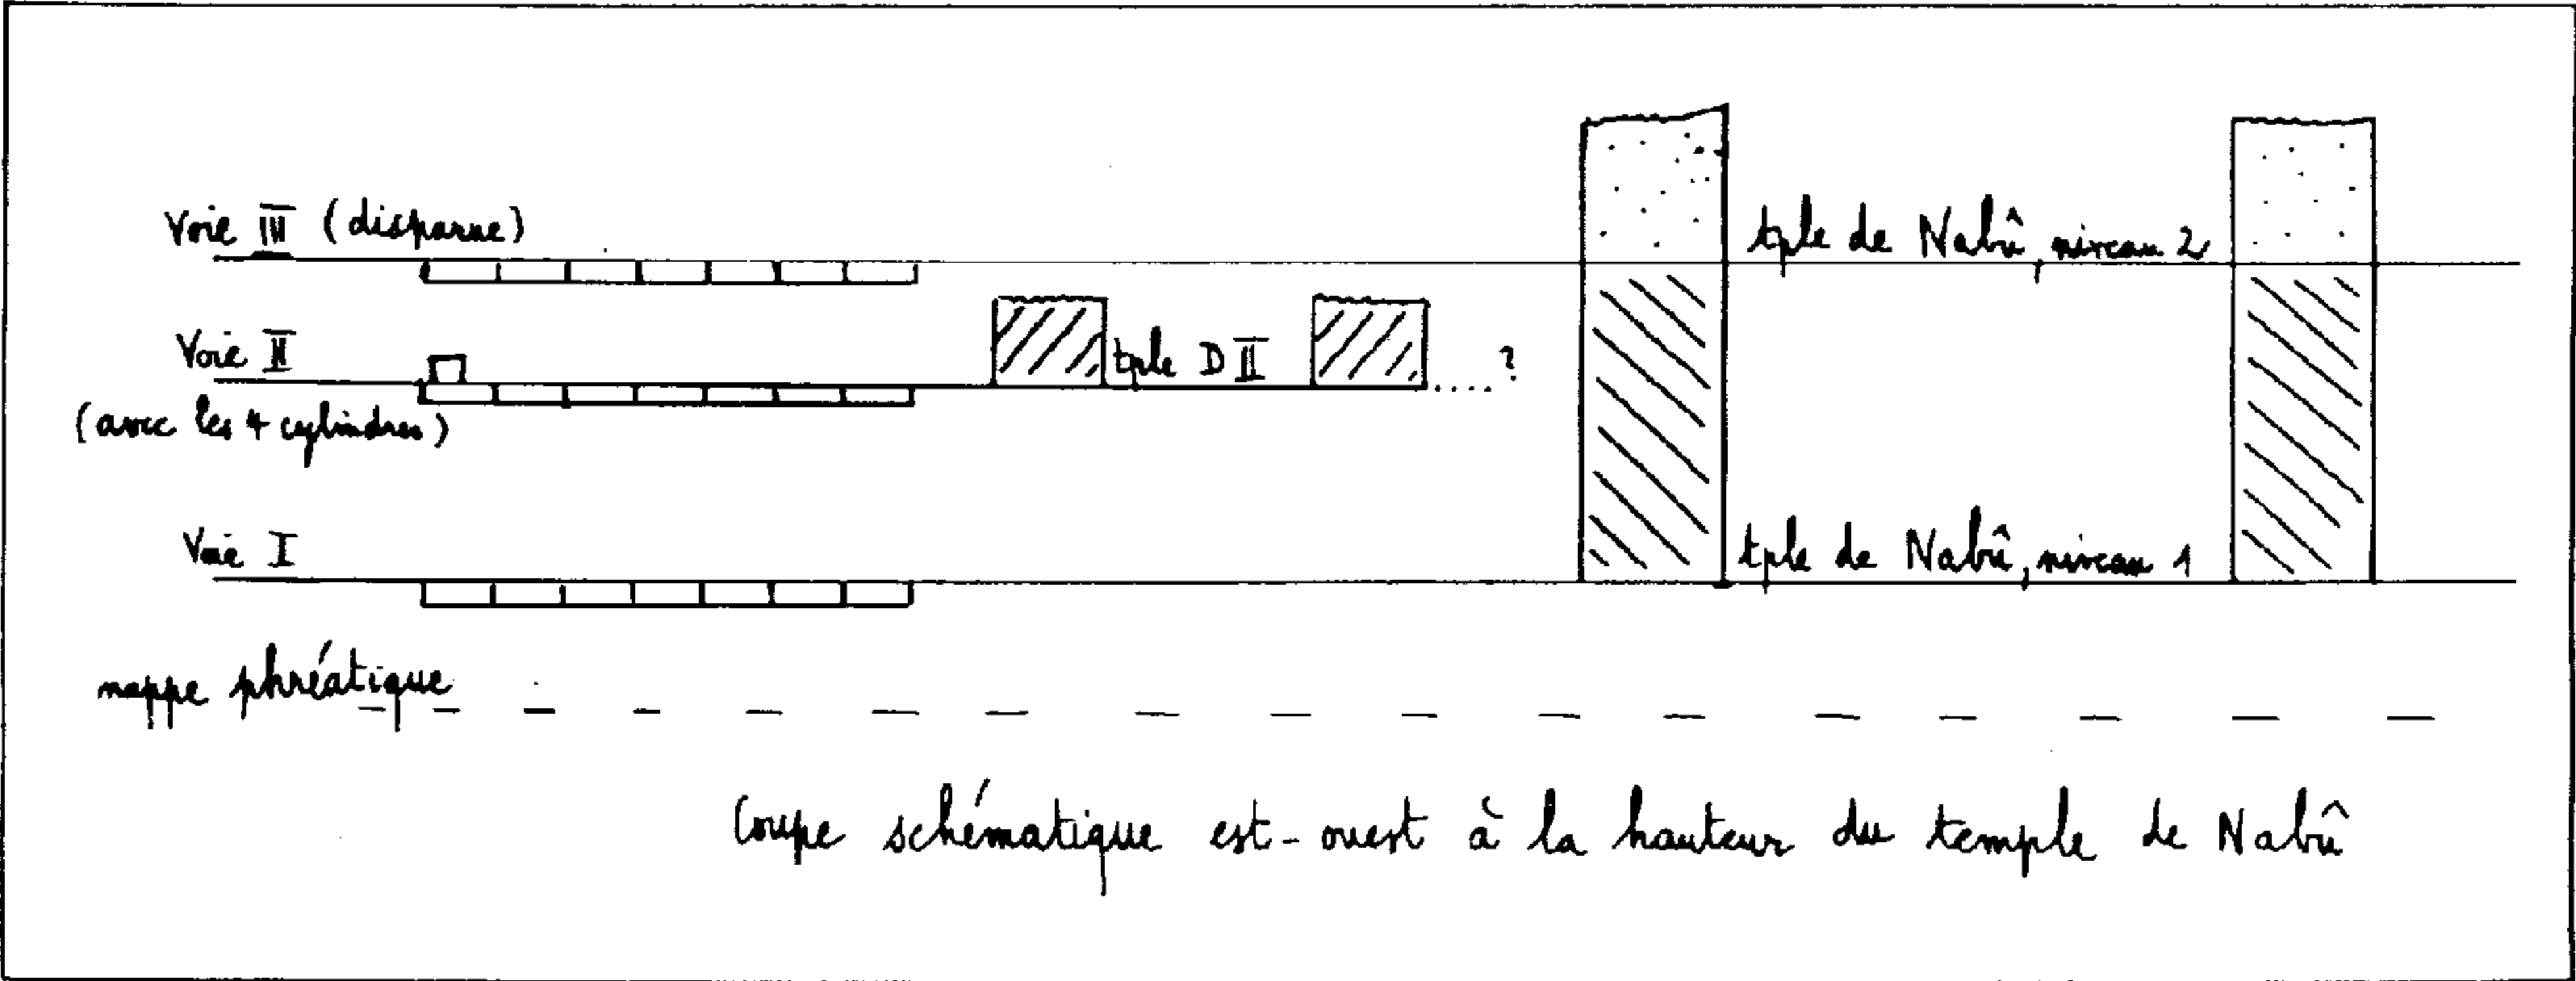 Voie III (disparue)
tple de Nabû, niveau 2
Voie II
tple D II
....?
(avec les 4 cylindres)
Voie I
tple de Nabû, niveau 1
nappe phréatique
Coupe schématique est-ouest à la hauteur du temple de Nabû